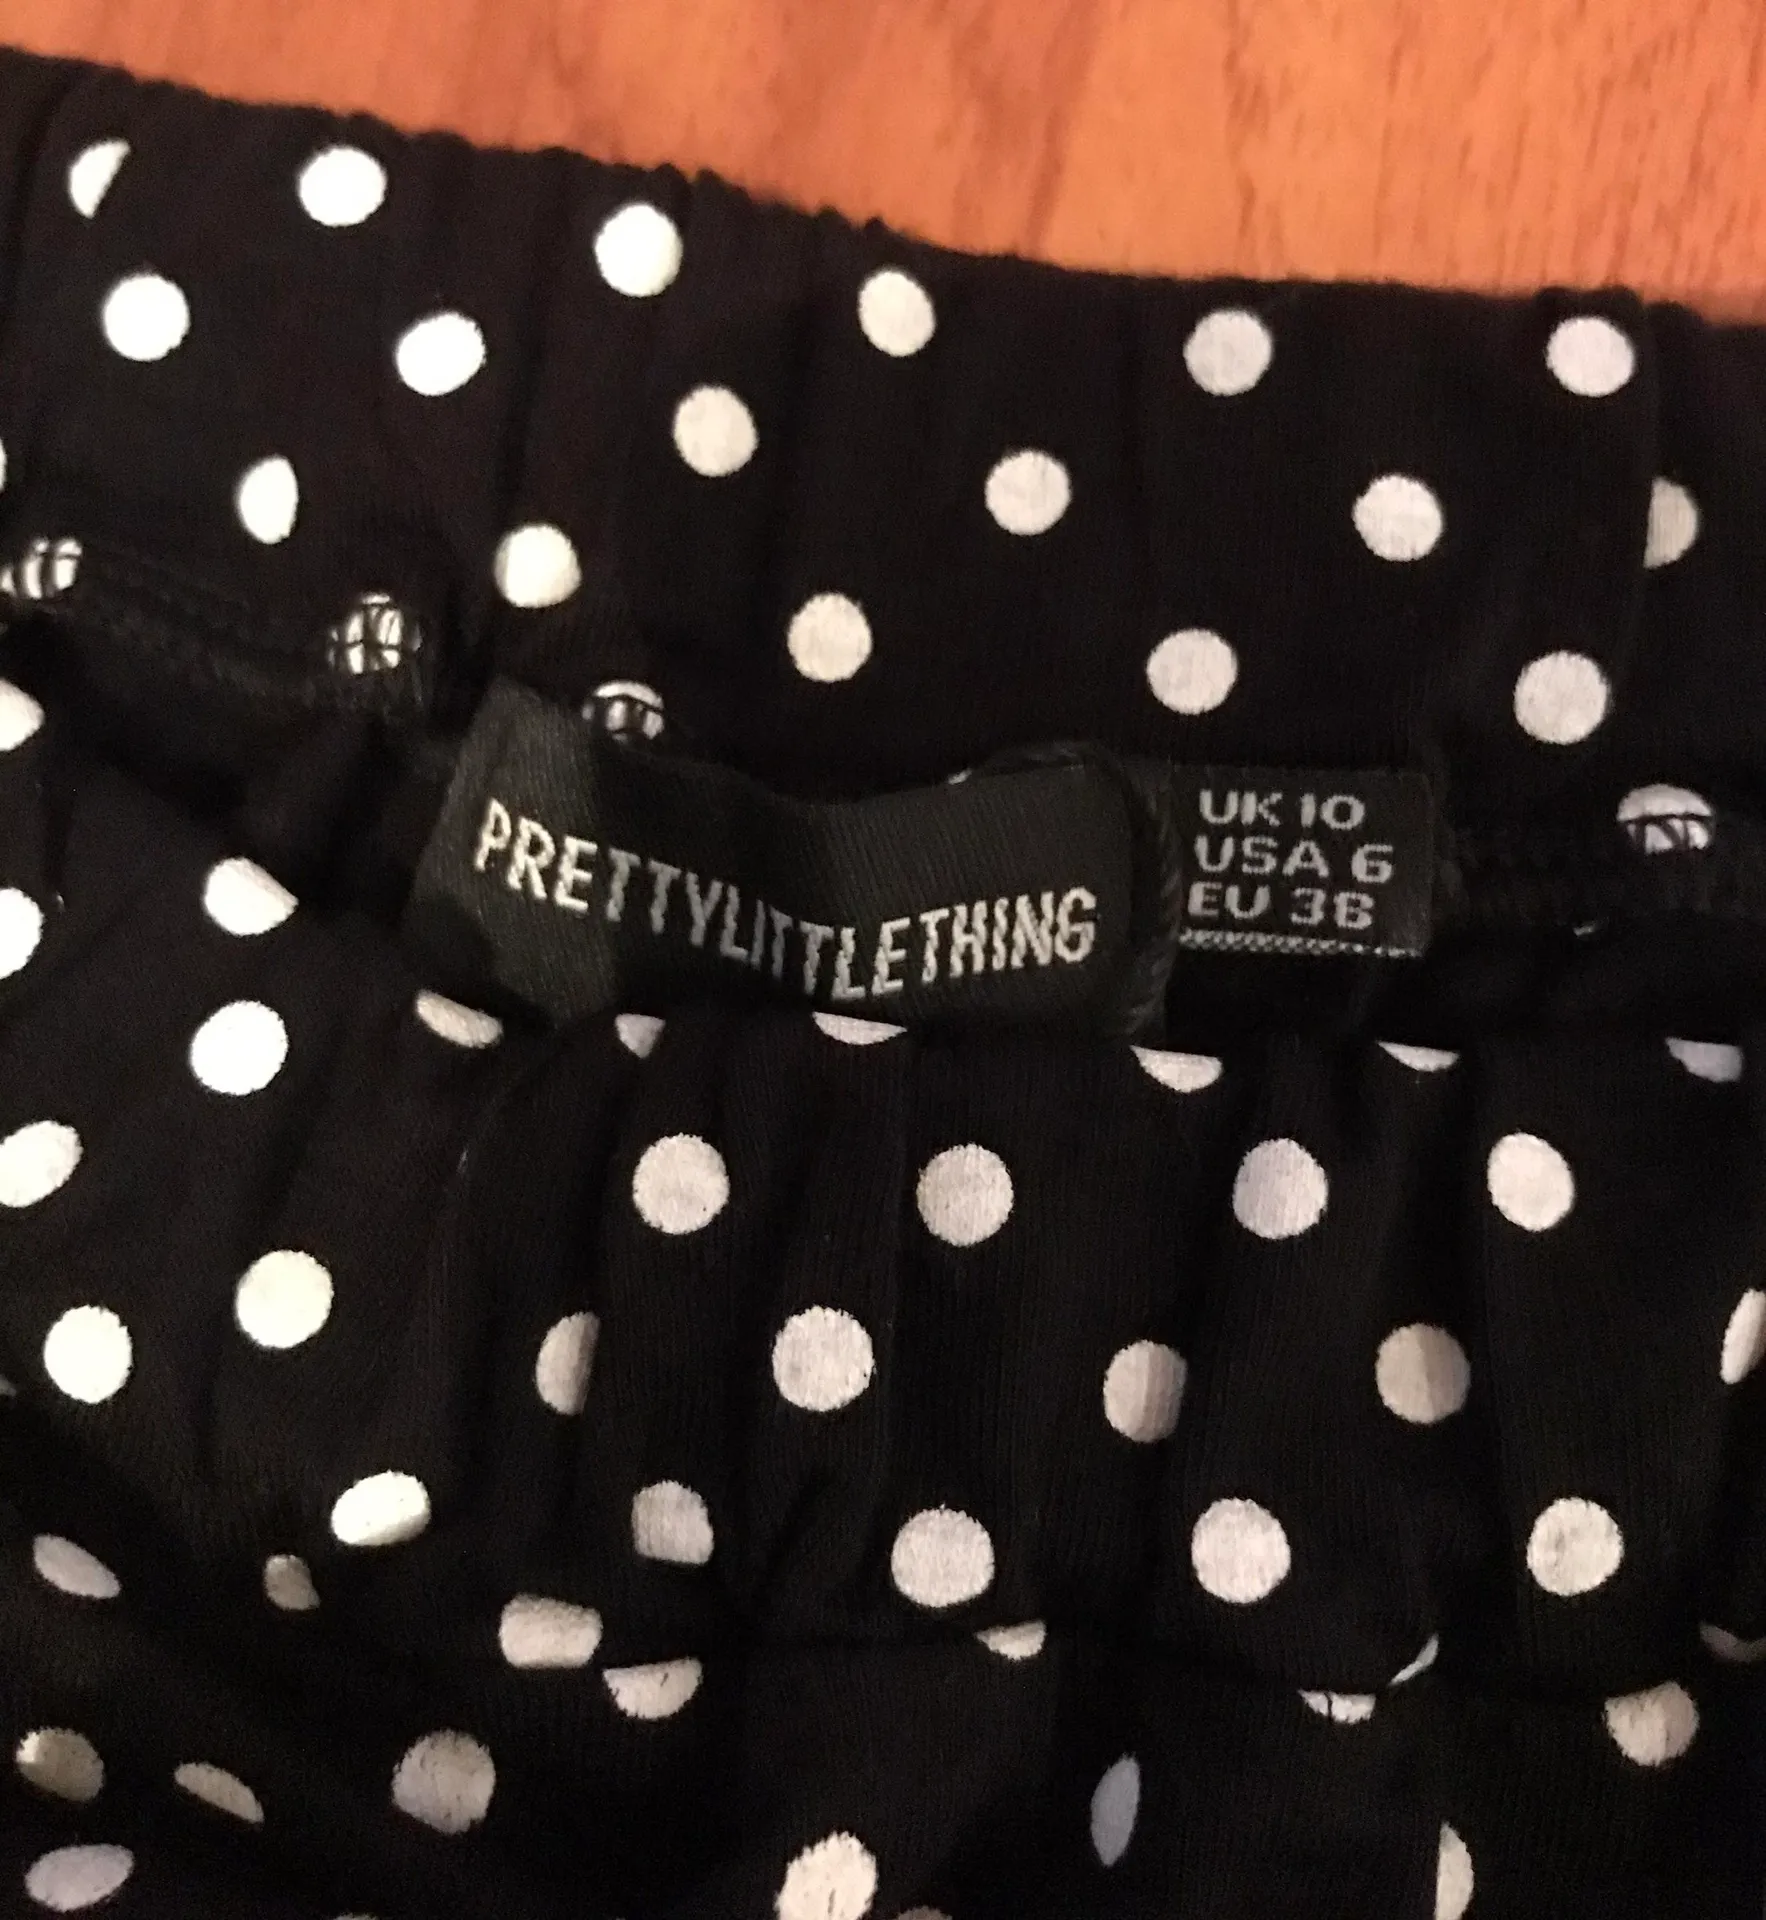 PRETTYLITTLETHING
UK 10
USA 6
EU 38